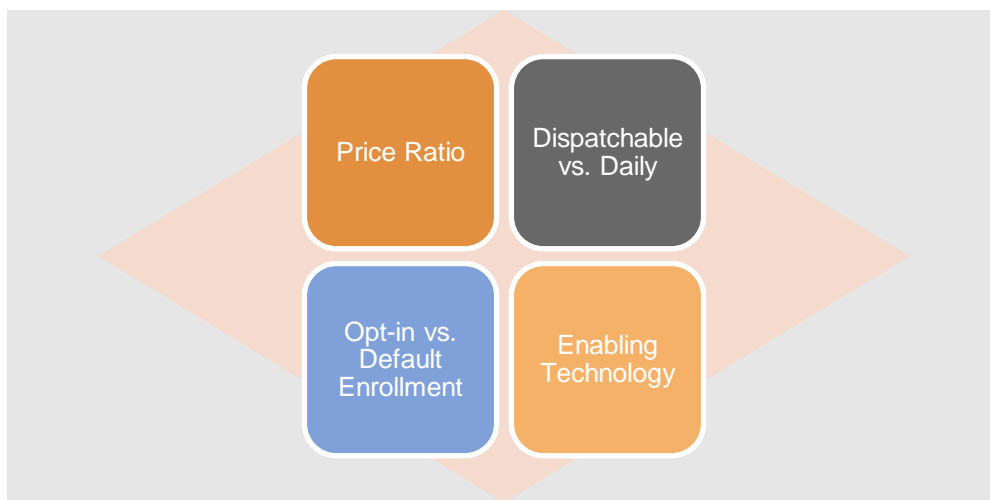 Price Ratio
Dispatchable
vs. Daily
Opt-in vs.
Default
Enrollment
Enabling
Technology